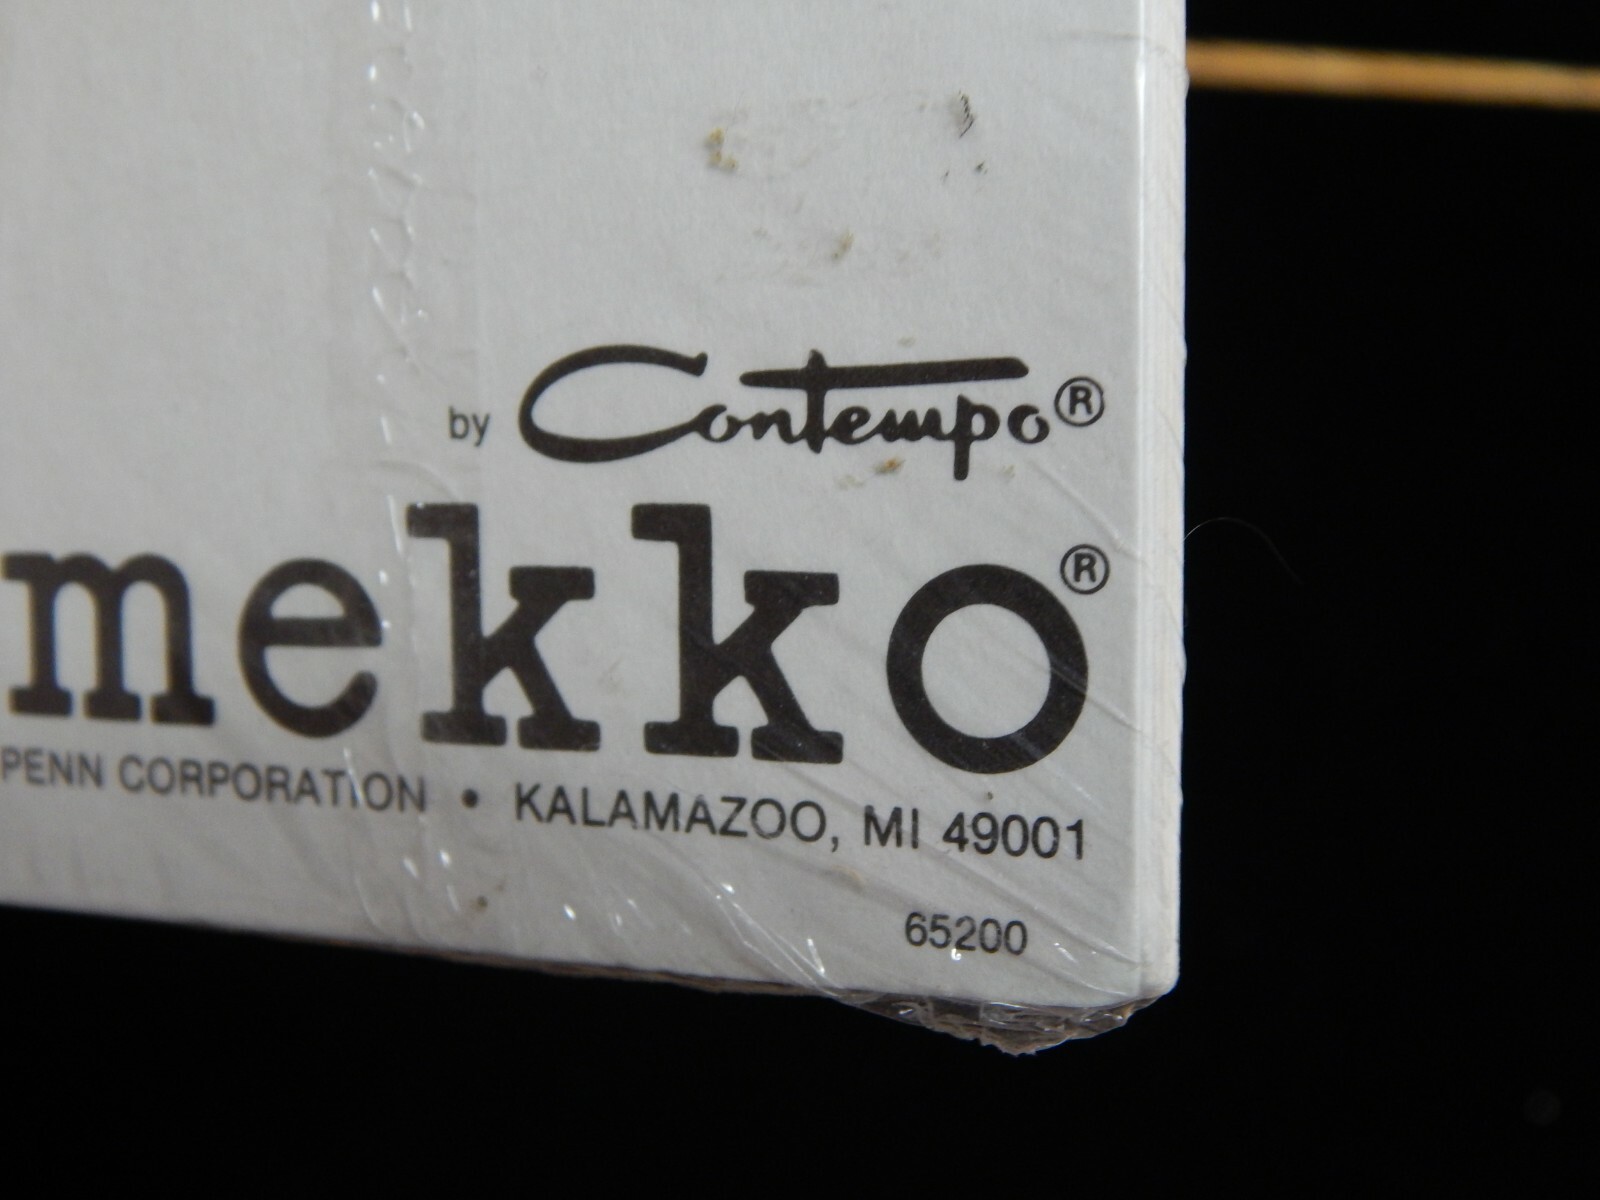 by Contempo®
mekko®
PENN CORPORATION • KALAMAZOO, MI 49001
65200